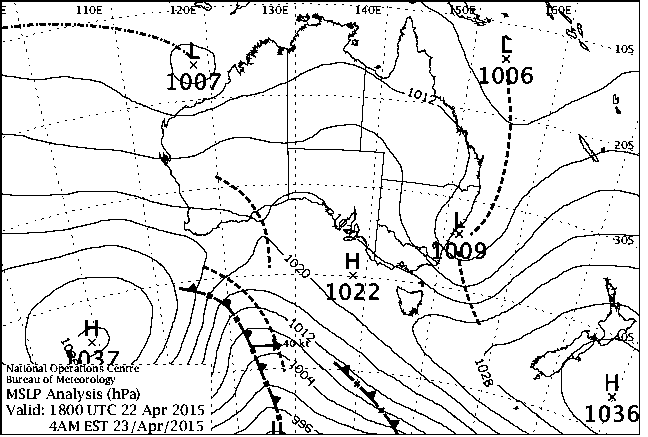 E 110E 120E 130E 140E 150E 160E
10S
L
1007
L
1006
1012
20S
L
1009
30S
H
1022
1020
H
1037
1012
40 kt
1004
1028
40S
H
1036
996
National Operations Centre
Bureau of Meteorology
MSLP Analysis (hPa)
Valid: 1800 UTC 22 Apr 2015
4AM EST 23/Apr/2015